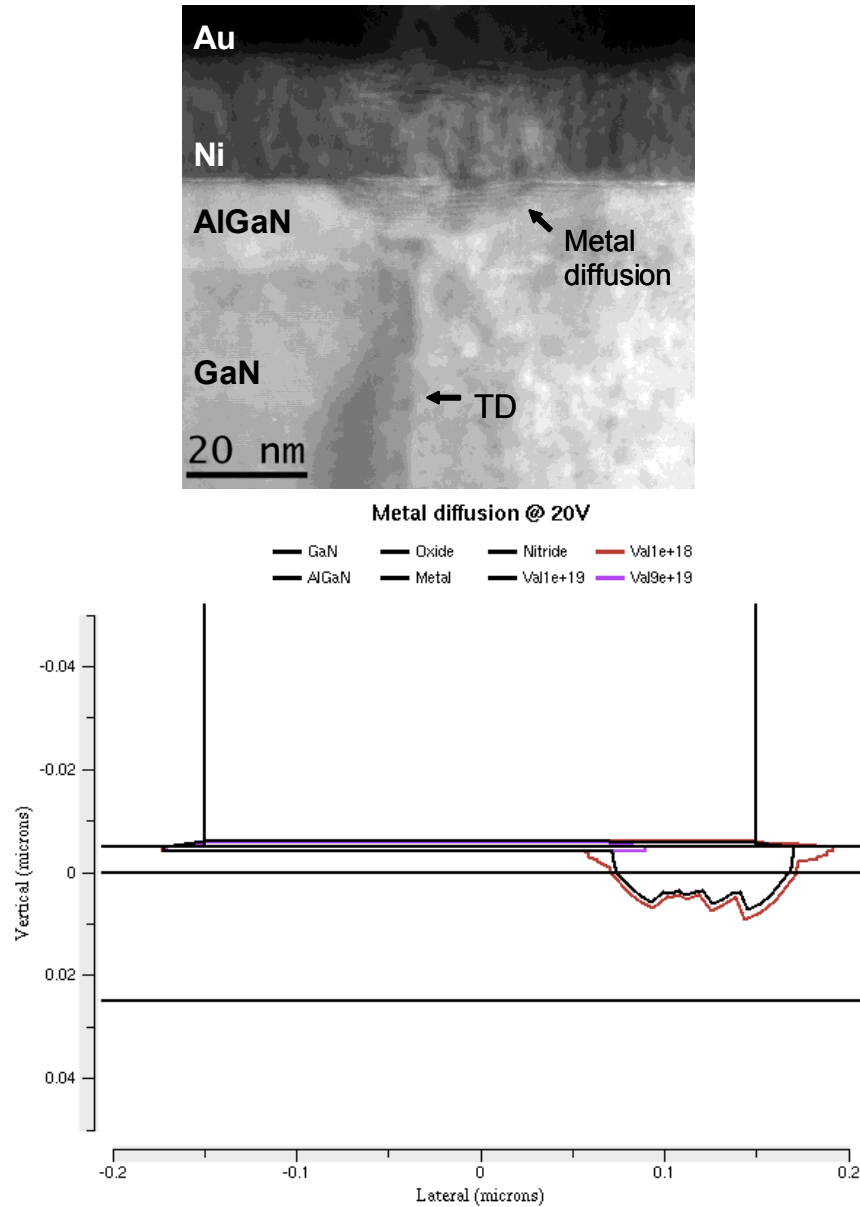 Au
Ni
AlGaN
Metal
diffusion
GaN
TD
20 nm
Metal diffusion @ 20V
GaN Oxide Nitride Val1e+18
AlGaN Metal Val1e+19 Val9e+19
-0.04
-0.02
0
0.02
0.04
Vertical (microns)
-0.2 -0.1 0 0.1 0.2
Lateral (microns)